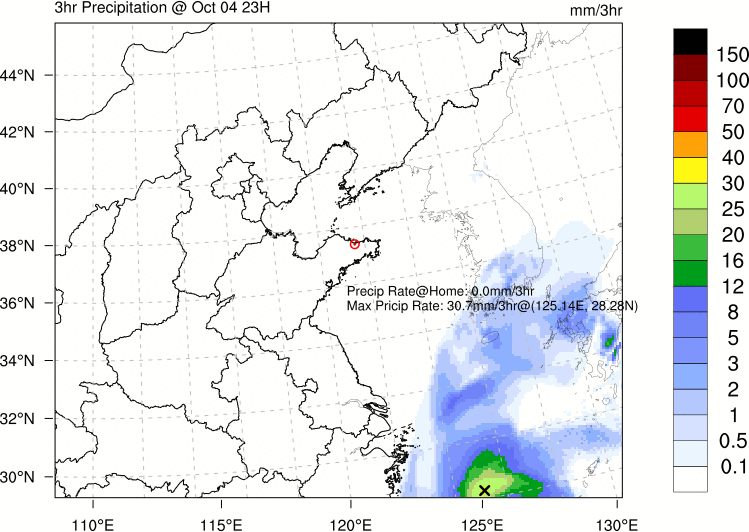 3hr Precipitation @ Oct 04 23H
mm/3hr
44°N
42°N
40°N
38°N
36°N
34°N
32°N
30°N
110°E
115°E
120°E
125°E
130°E
Precip Rate@Home: 0.0mm/3hr
Max Pricip Rate: 30.7mm/3hr@(125.14E, 28.28N)
150
100
70
50
40
30
25
20
16
12
8
5
3
2
1
0.5
0.1